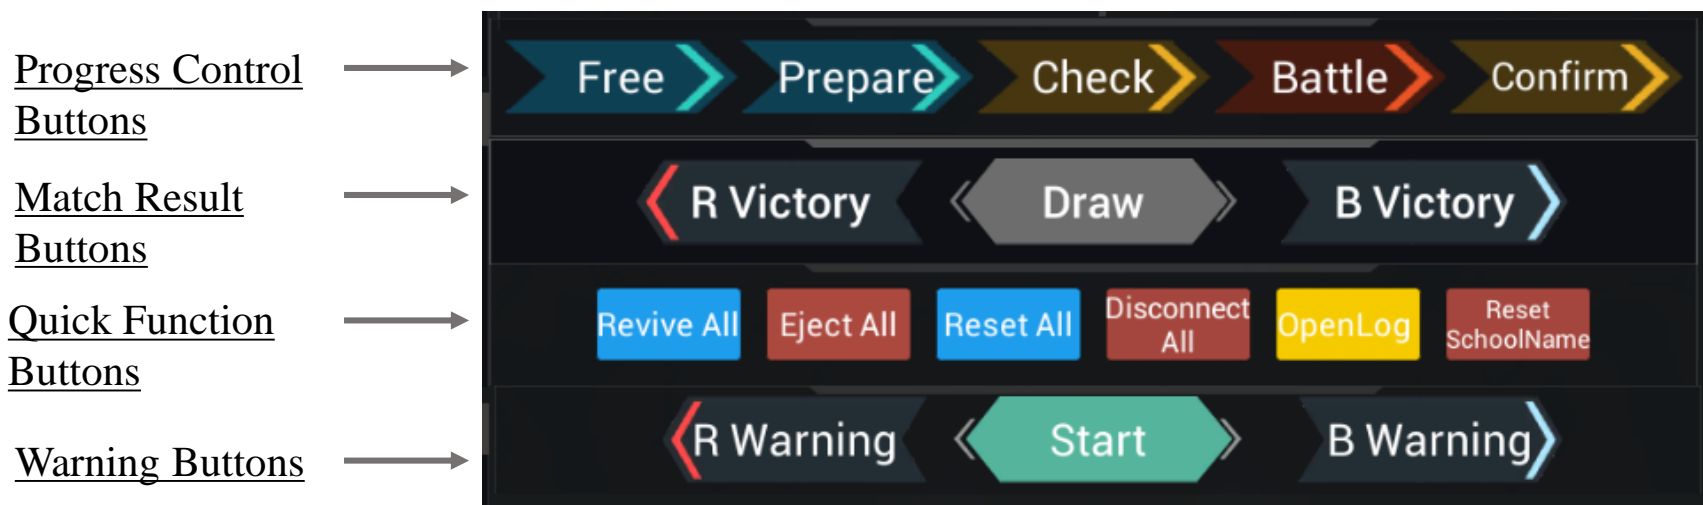 Progress Control
Buttons
Free Prepare Check Battle Confirm
Match Result
Buttons
R Victory Draw B Victory
Quick Function
Buttons
Revive All Eject All Reset All Disconnect All OpenLog Reset SchoolName
Warning Buttons
R Warning Start B Warning